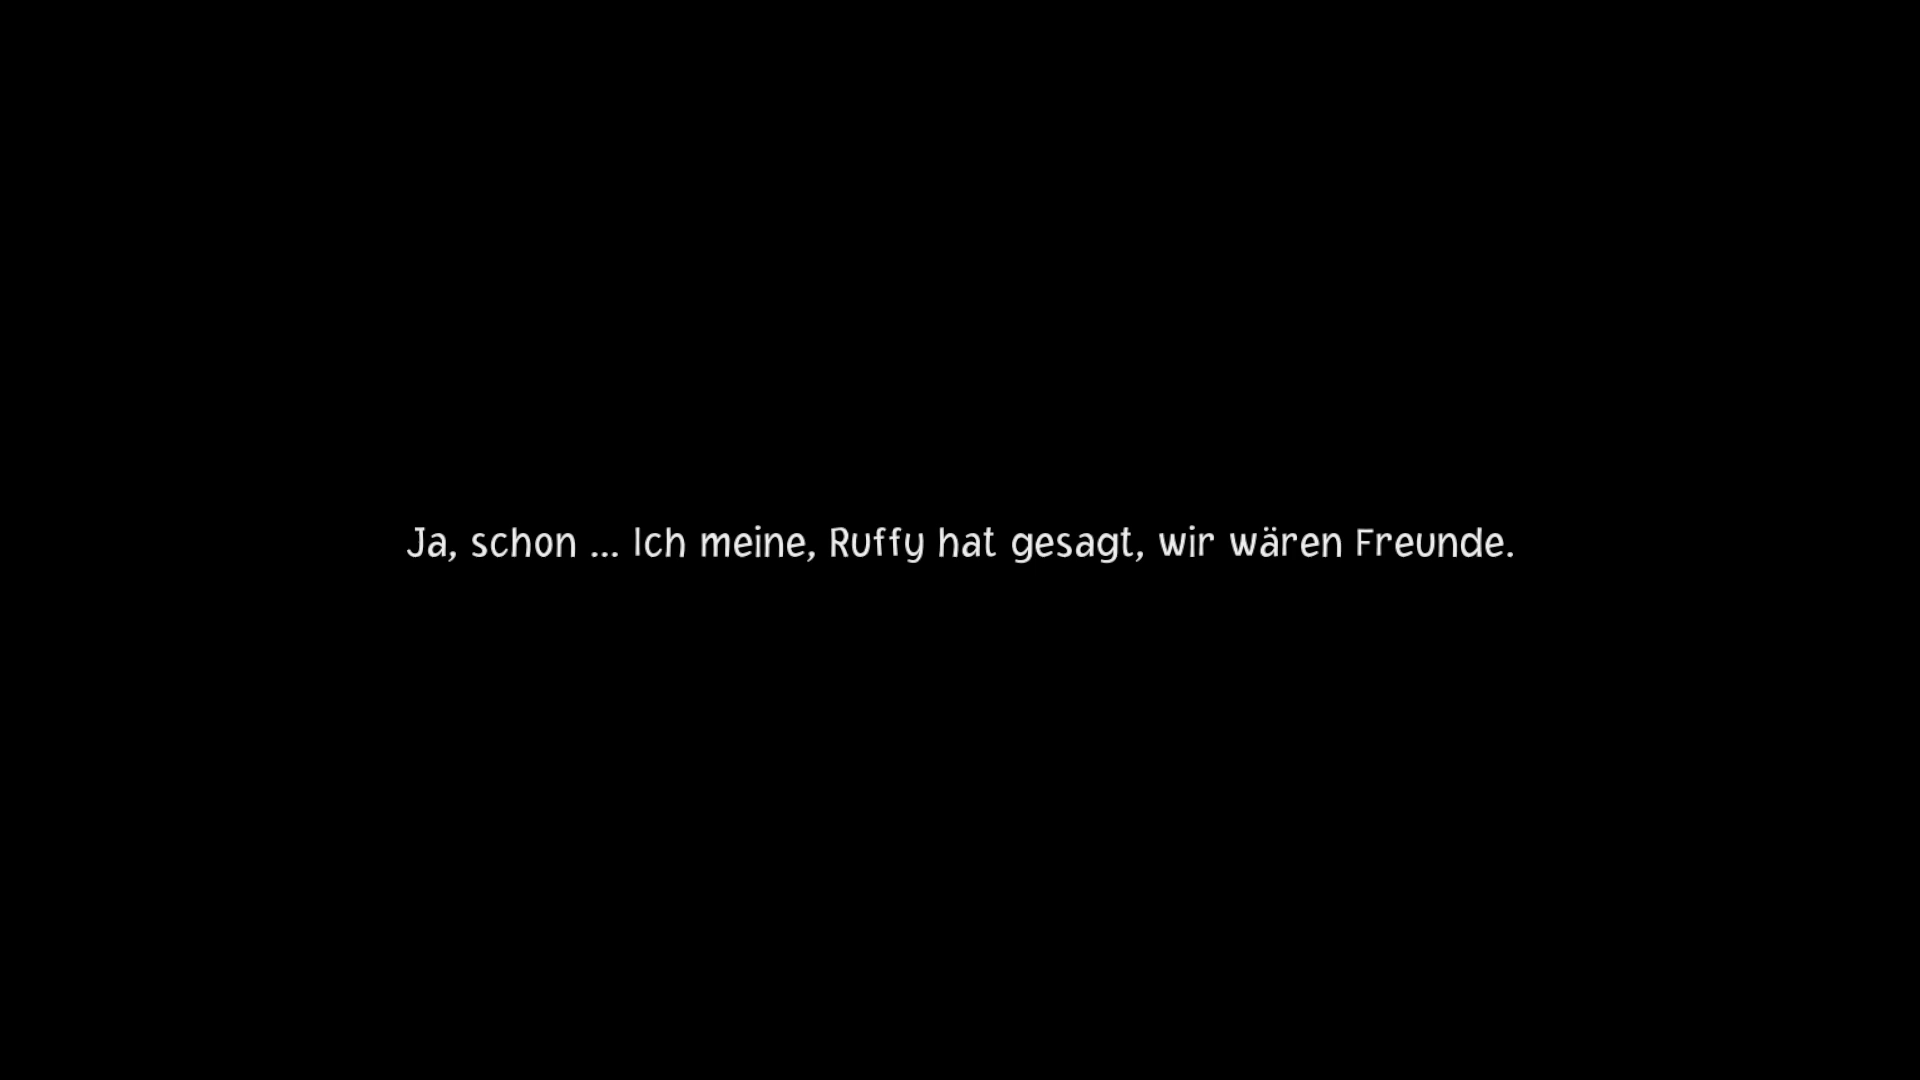 Ja, schon ... Ich meine, Ruffy hat gesagt, wir wären Freunde.